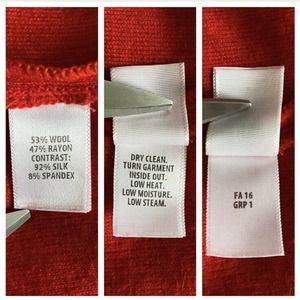 53% WOOL
47% RAYON
CONTRAST:
92% SILK
8% SPANDEX
DRY CLEAN.
TURN GARMENT
INSIDE OUT.
LOW HEAT.
LOW MOISTURE.
LOW STEAM.
FA 16
GRP 1